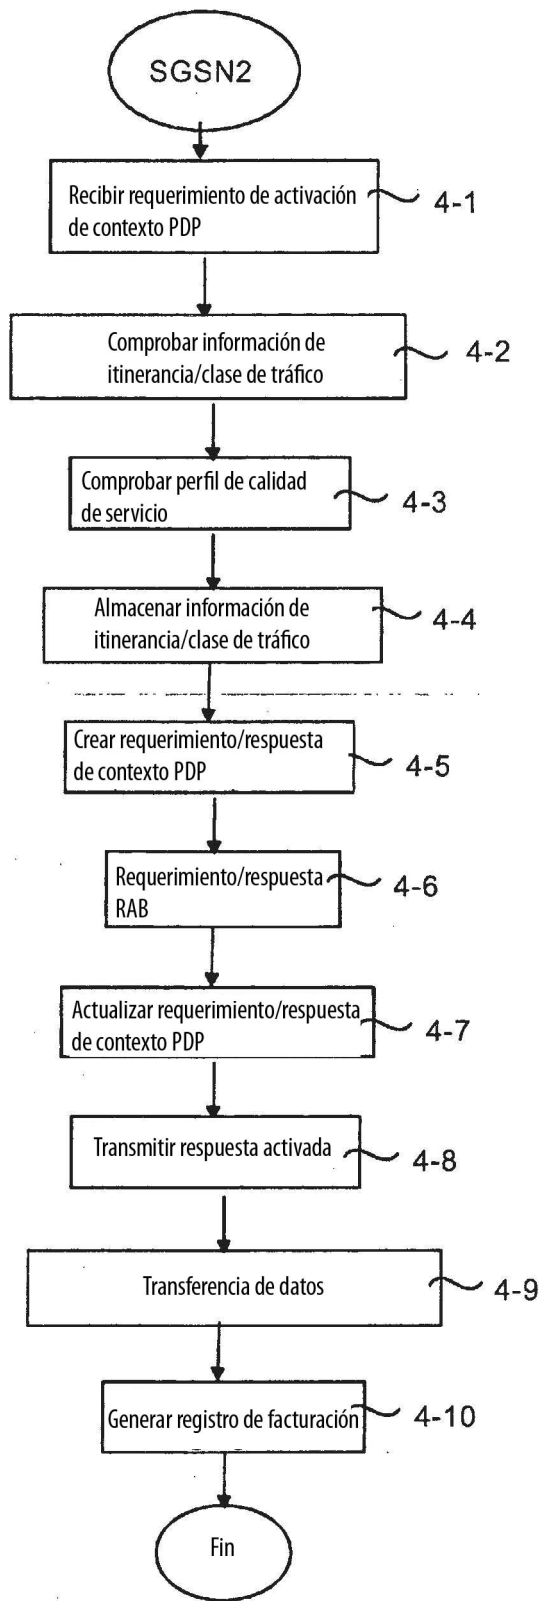 SGSN2
Recibir requerimiento de activación
de contexto PDP
4-1
Comprobar información de
itinerancia/clase de tráfico
4-2
Comprobar perfil de calidad
de servicio
4-3
Almacenar información de
itinerancia/clase de tráfico
4-4
Crear requerimiento/respuesta
de contexto PDP
4-5
Requerimiento/respuesta
RAB
4-6
Actualizar requerimiento/respuesta
de contexto PDP
4-7
Transmitir respuesta activada
4-8
Transferencia de datos
4-9
Generar registro de facturación
4-10
Fin